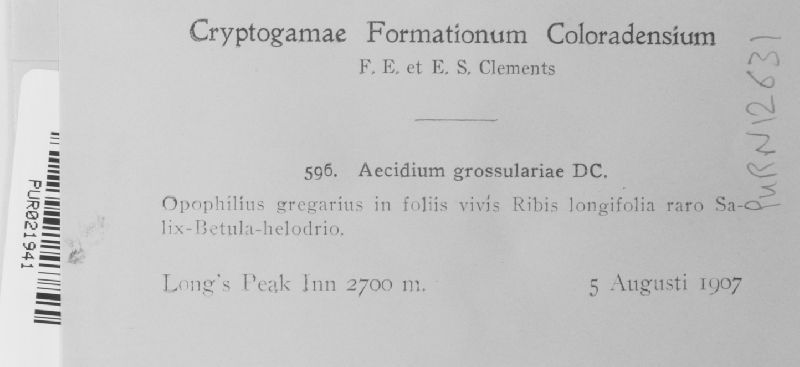 Cryptogamae Formationum Coloradensium
F. E. et E. S. Clements
596. Aecidium grossulariae DC.
Opophilius gregarius in foliis vivis Ribis longifolia raro Sa-
lix-Betula-helodrio.
Long's Peak Inn 2700 m.
5 Augusti 1907
PURN12631
PUR021941